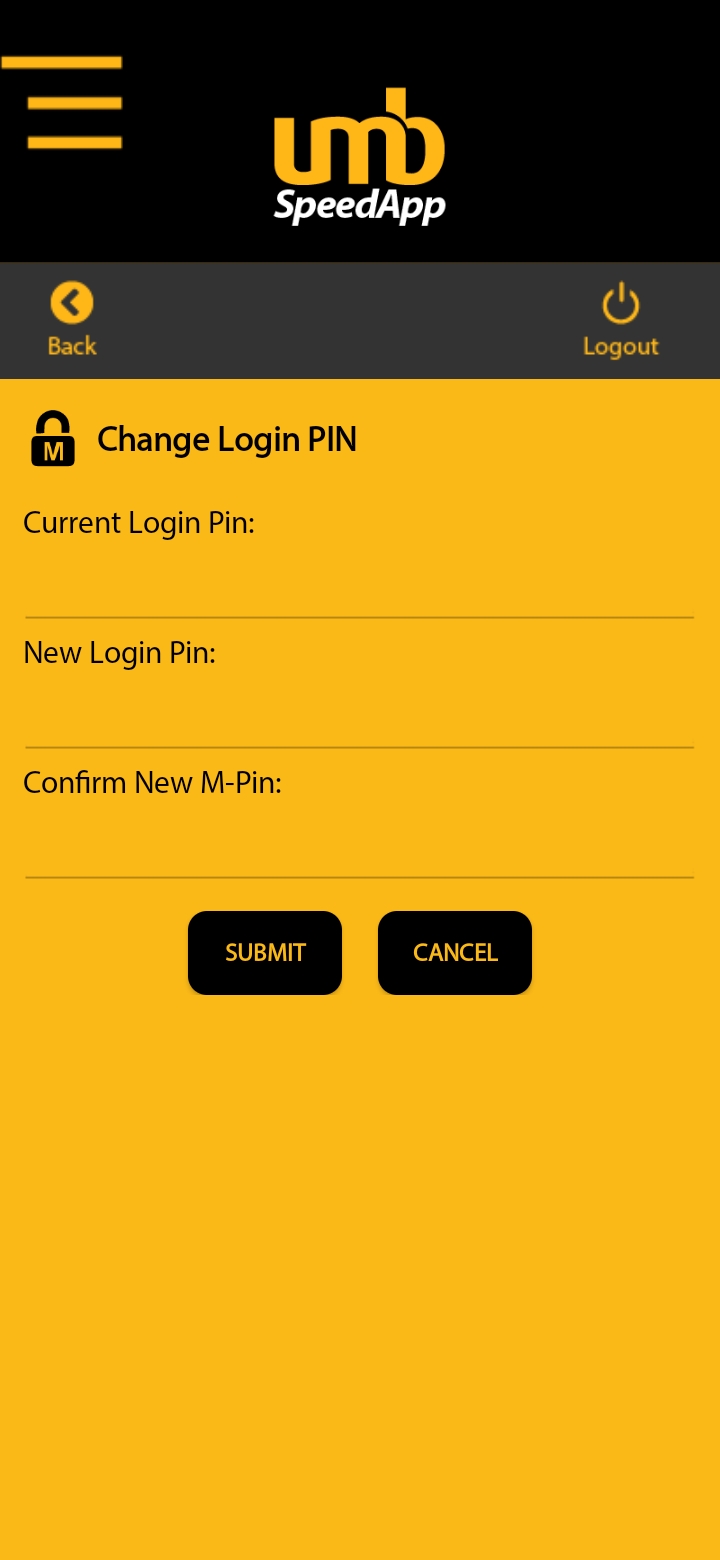 umb
SpeedApp
Back
Logout
M
Change Login PIN
Current Login Pin:
New Login Pin:
Confirm New M-Pin:
SUBMIT
CANCEL